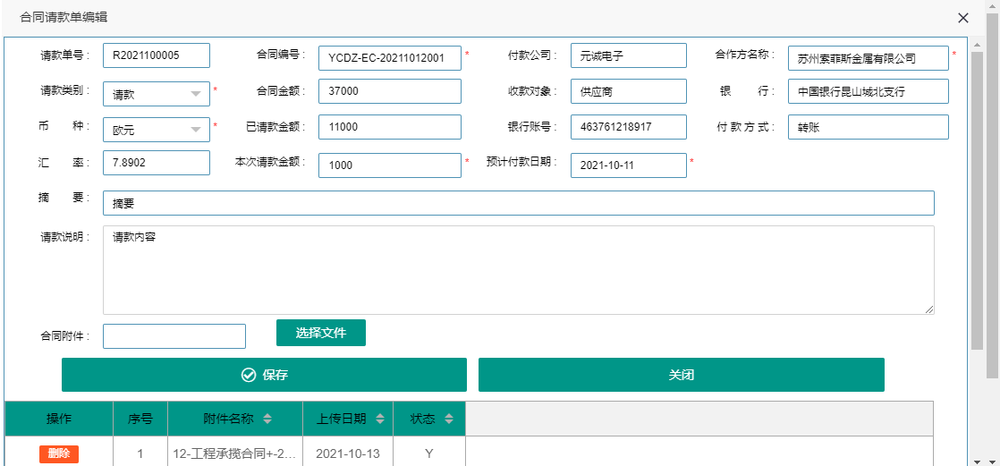 合同请款单编辑
请款单号： R2021100005 合同编号： YCDZ-EC-20211012001 * 付款公司： 元诚电子 合作方名称： 苏州索菲斯金属有限公司 *
请款类别： 请款 * 合同金额： 37000 收款对象： 供应商 银 行： 中国银行昆山城北支行
币 种： 欧元 * 已请款金额： 11000 银行账号： 463761218917 付 款 方 式： 转账
汇 率： 7.8902 本次请款金额： 1000 * 预计付款日期： 2021-10-11 *
摘 要： 摘要
请款说明： 请款内容
合同附件： 选择文件
保存 关闭
操作 序号 附件名称 上传日期 状态
删除 1 12-工程承揽合同+-2... 2021-10-13 Y